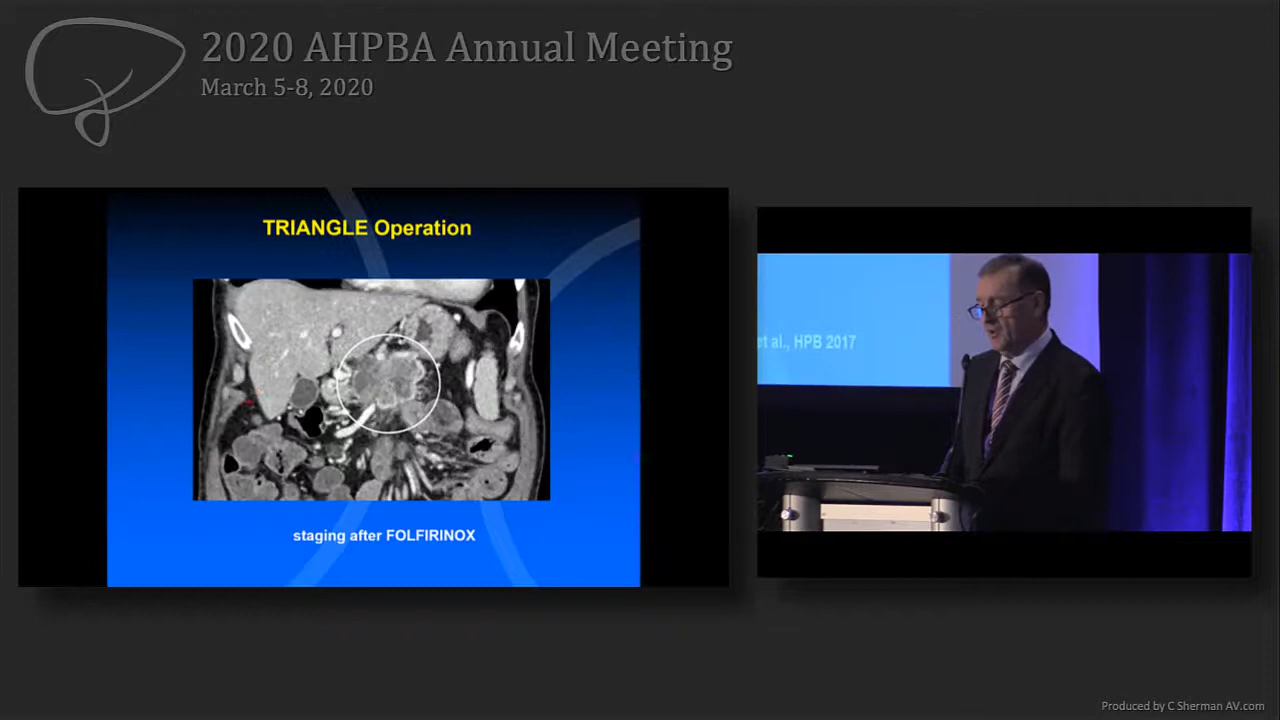 2020 AHPBA Annual Meeting
March 5-8, 2020
TRIANGLE Operation
staging after FOLFIRINOX
et al., HPB 2017
Produced by C Sherman AV.com